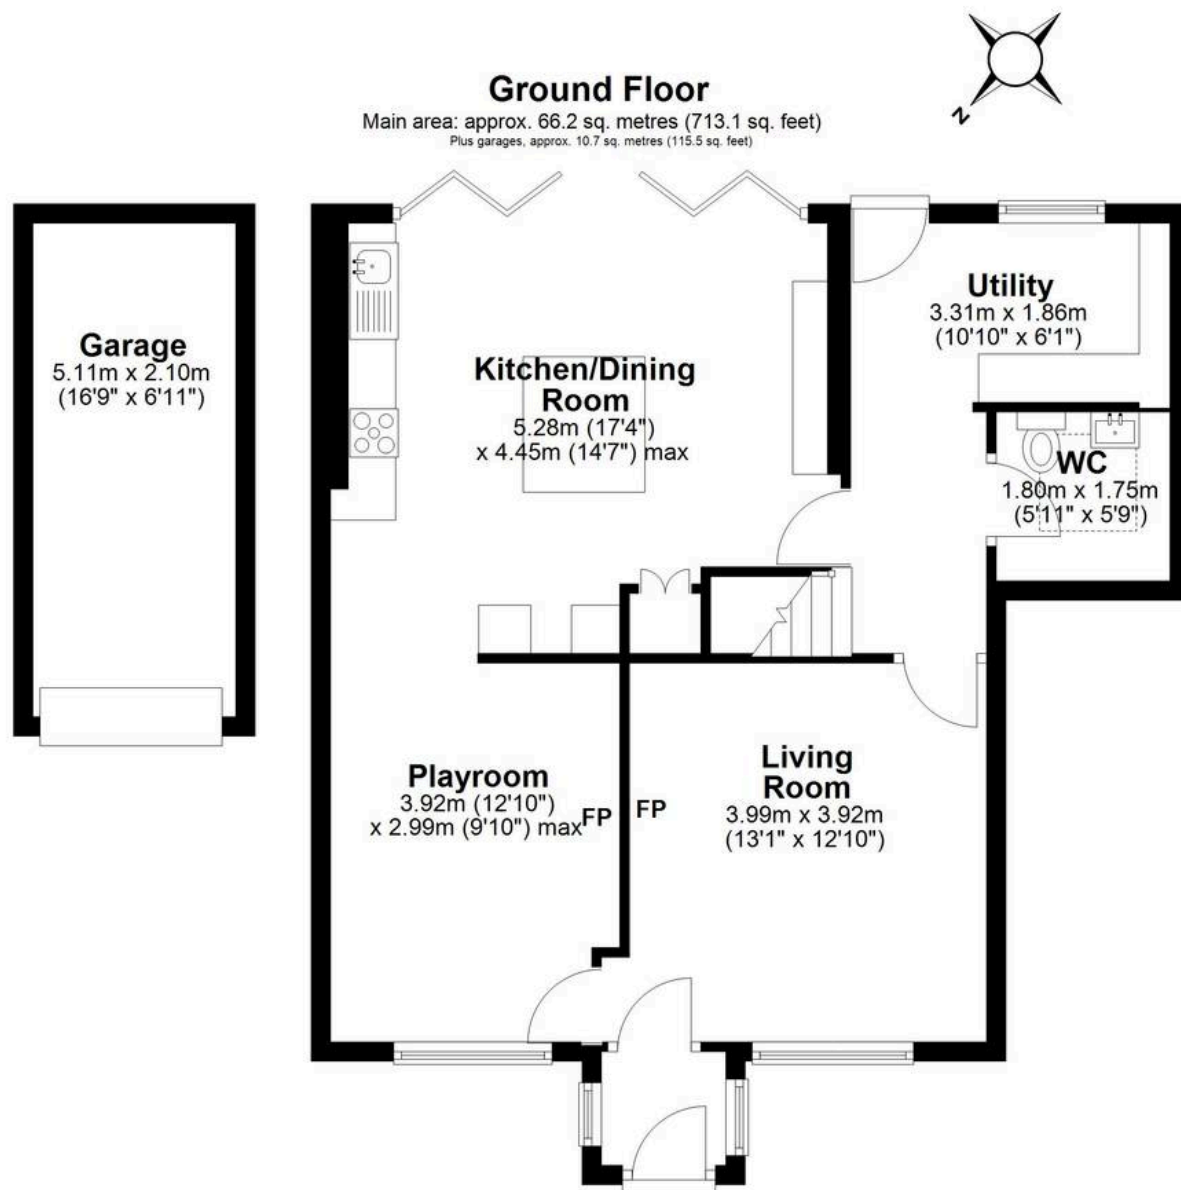 Ground Floor
Main area: approx. 66.2 sq. metres (713.1 sq. feet)
Plus garages, approx. 10.7 sq. metres (115.5 sq. feet)
N
Garage
5.11m x 2.10m
(16'9" x 6'11")
Kitchen/Dining
Room
5.28m (17'4")
x 4.45m (14'7") max
Utility
3.31m x 1.86m
(10'10" x 6'1")
WC
1.80m x 1.75m
(5'11" x 5'9")
Playroom
3.92m (12'10")
x 2.99m (9'10") max
FP
FP
Living
Room
3.99m x 3.92m
(13'1" x 12'10")